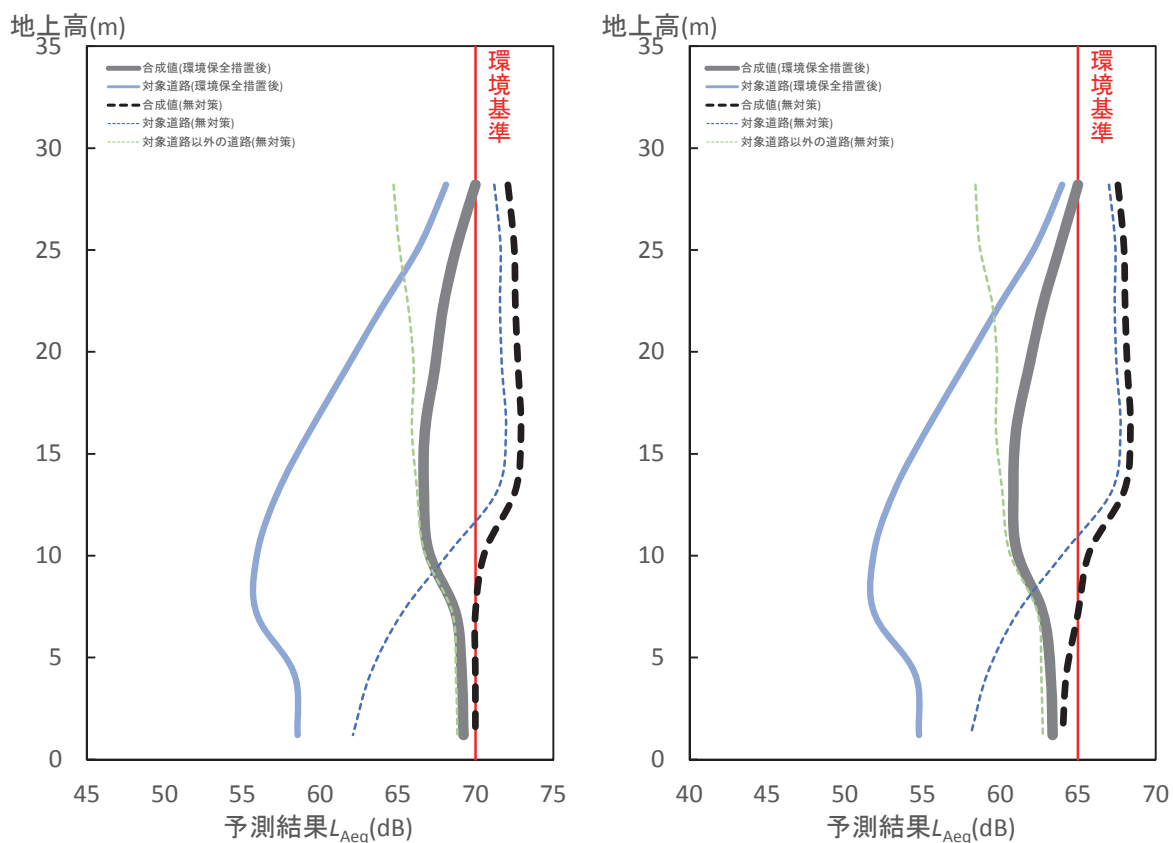 地上高(m)
35
30
25
20
15
10
5
0
合成値(環境保全措置後)
対象道路(環境保全措置後)
合成値(無対策)
対象道路(無対策)
対象道路以外の道路(無対策)
環境基準
45 50 55 60 65 70 75
予測結果LAeq(dB)
地上高(m)
35
30
25
20
15
10
5
0
合成値(環境保全措置後)
対象道路(環境保全措置後)
合成値(無対策)
対象道路(無対策)
対象道路以外の道路(無対策)
環境基準
40 45 50 55 60 65 70
予測結果LAeq(dB)